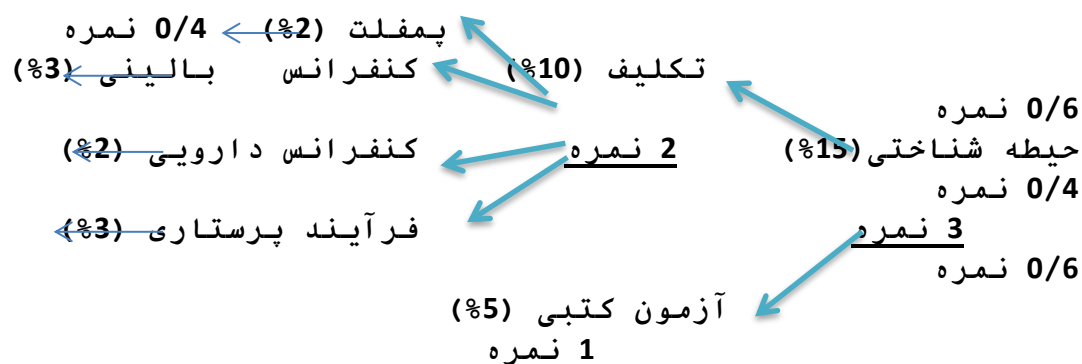 پمفلت (2%) 0/4 نمره
تکلیف (10%) کنفرانس بالینی (3%)
0/6 نمره
حیطه شناختی(15%) 2 نمره کنفرانس دارویی (2%)
0/4 نمره
3 نمره فرآیند پرستاری (3%)
0/6 نمره
آزمون کتبی (5%)
1 نمره